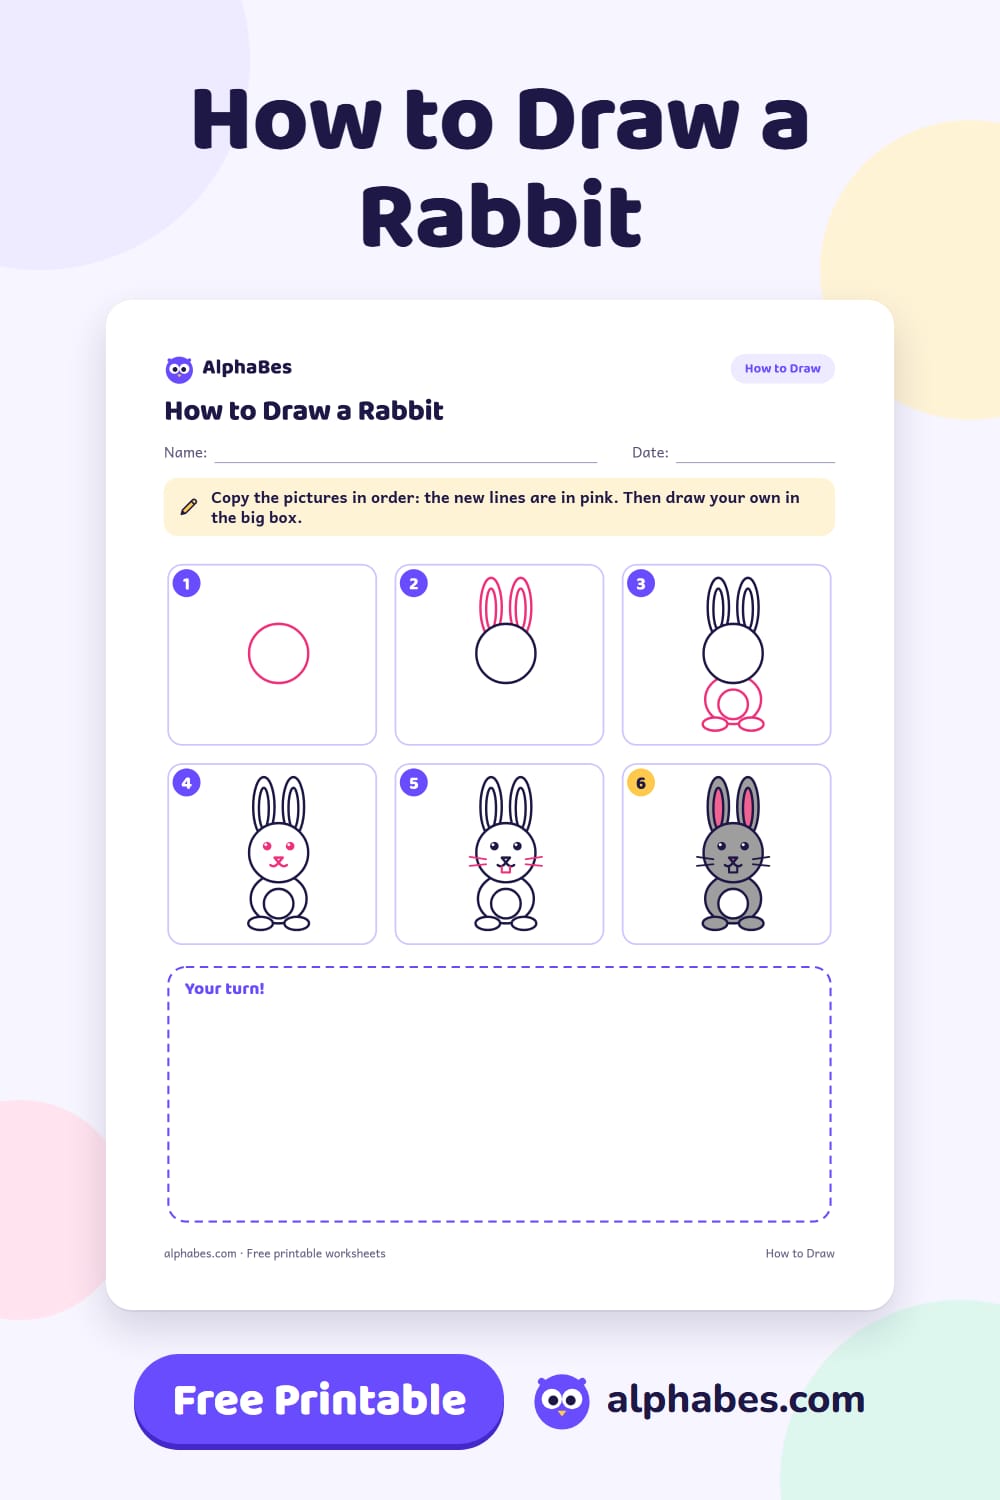 How to Draw a
Rabbit
AlphaBes
How to Draw
How to Draw a Rabbit
Name:
Date:
Copy the pictures in order: the new lines are in pink. Then draw your own in
the big box.
1
2
3
4
5
6
Your turn!
alphabes.com · Free printable worksheets
How to Draw
Free Printable
alphabes.com